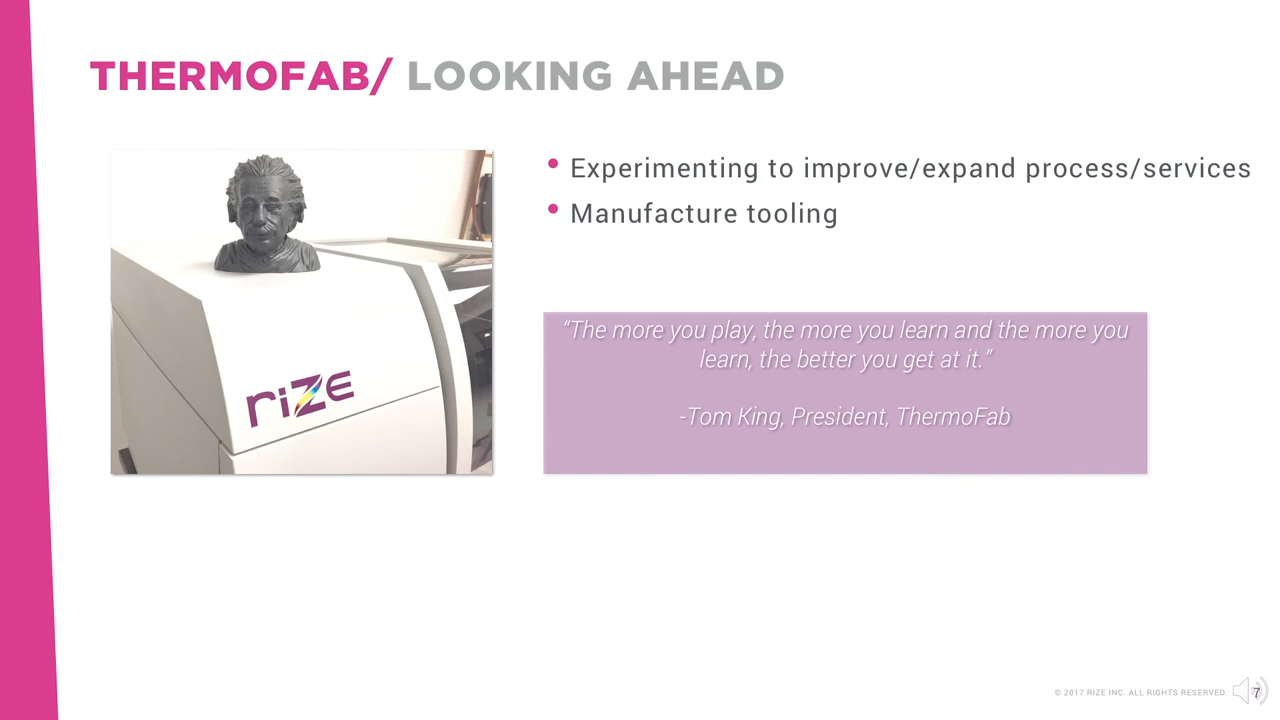 THERMOFAB/ LOOKING AHEAD
• Experimenting to improve/expand process/services
• Manufacture tooling
rize
“The more you play, the more you learn and the more you
learn, the better you get at it.”
-Tom King, President, ThermoFab
© 2017 RIZE INC. ALL RIGHTS RESERVED.
7